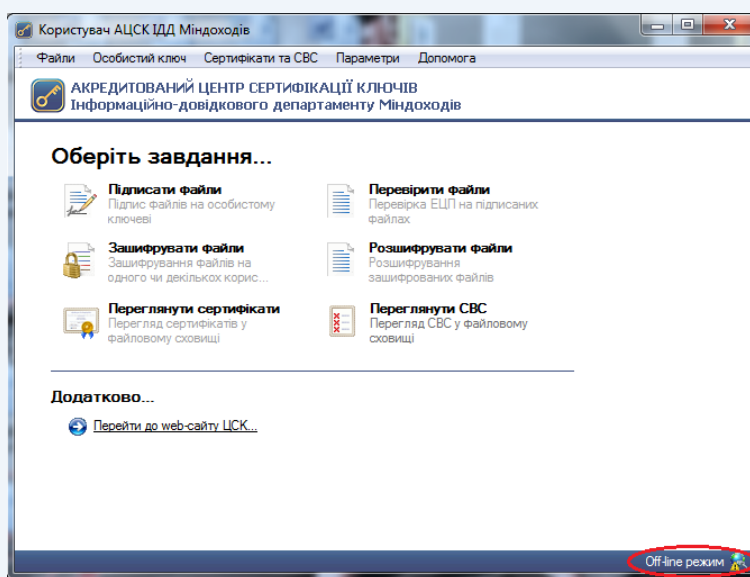 Користувач АЦСК ІДД Міндоходів
Файли Особистий ключ Сертифікати та СВС Параметри Допомога
АКРЕДИТОВАНИЙ ЦЕНТР СЕРТИФІКАЦІЇ КЛЮЧІВ
Інформаційно-довідкового департаменту Міндоходів
Оберіть завдання...
Підписати файли
Підпис файлів на особистому
ключеві
Перевірити файли
Перевірка ЕЦП на підписаних
файлах
Зашифрувати файли
Зашифрування файлів на
одного чи декількох корис...
Розшифрувати файли
Розшифрування
зашифрованих файлів
Переглянути сертифікати
Перегляд сертифікатів у
файловому сховищі
Переглянути СВС
Перегляд СВС у файловому
сховищі
Додатково...
Перейти до web-сайту ЦСК...
Off-line режим